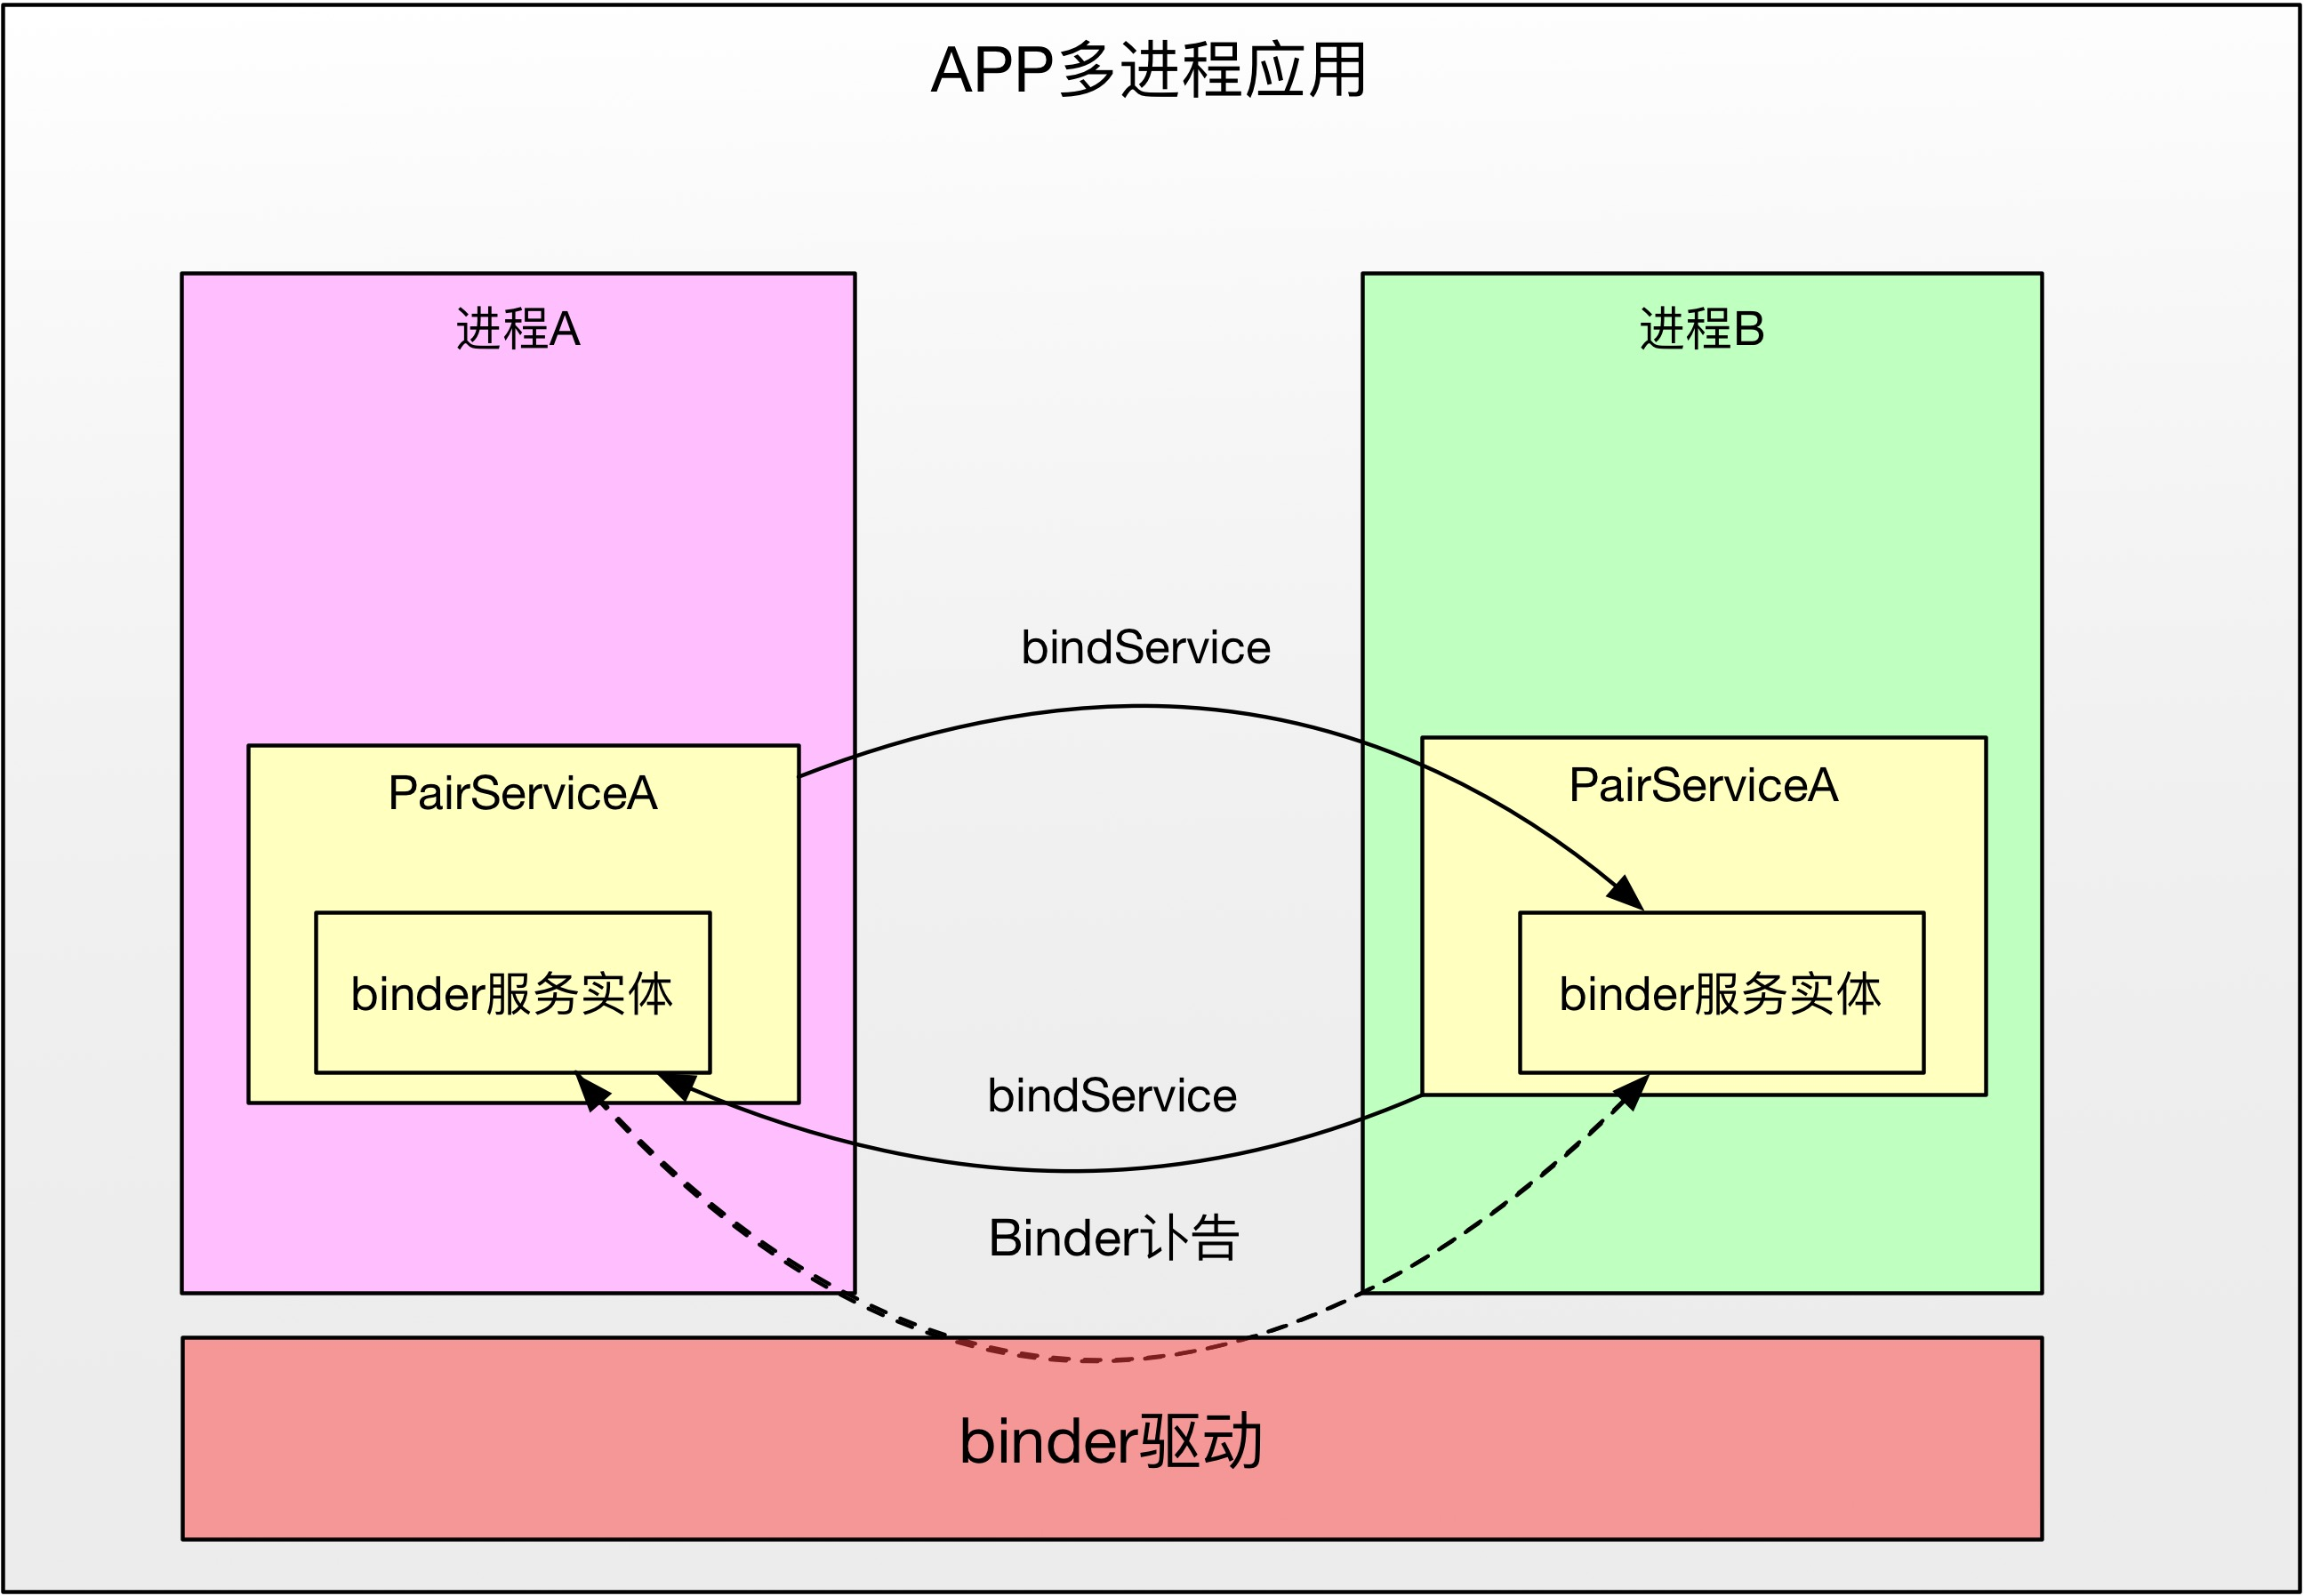 APP多进程应用
进程A
进程B
bindService
PairServiceA
PairServiceA
binder服务实体
binder服务实体
bindService
Binder讣告
binder驱动